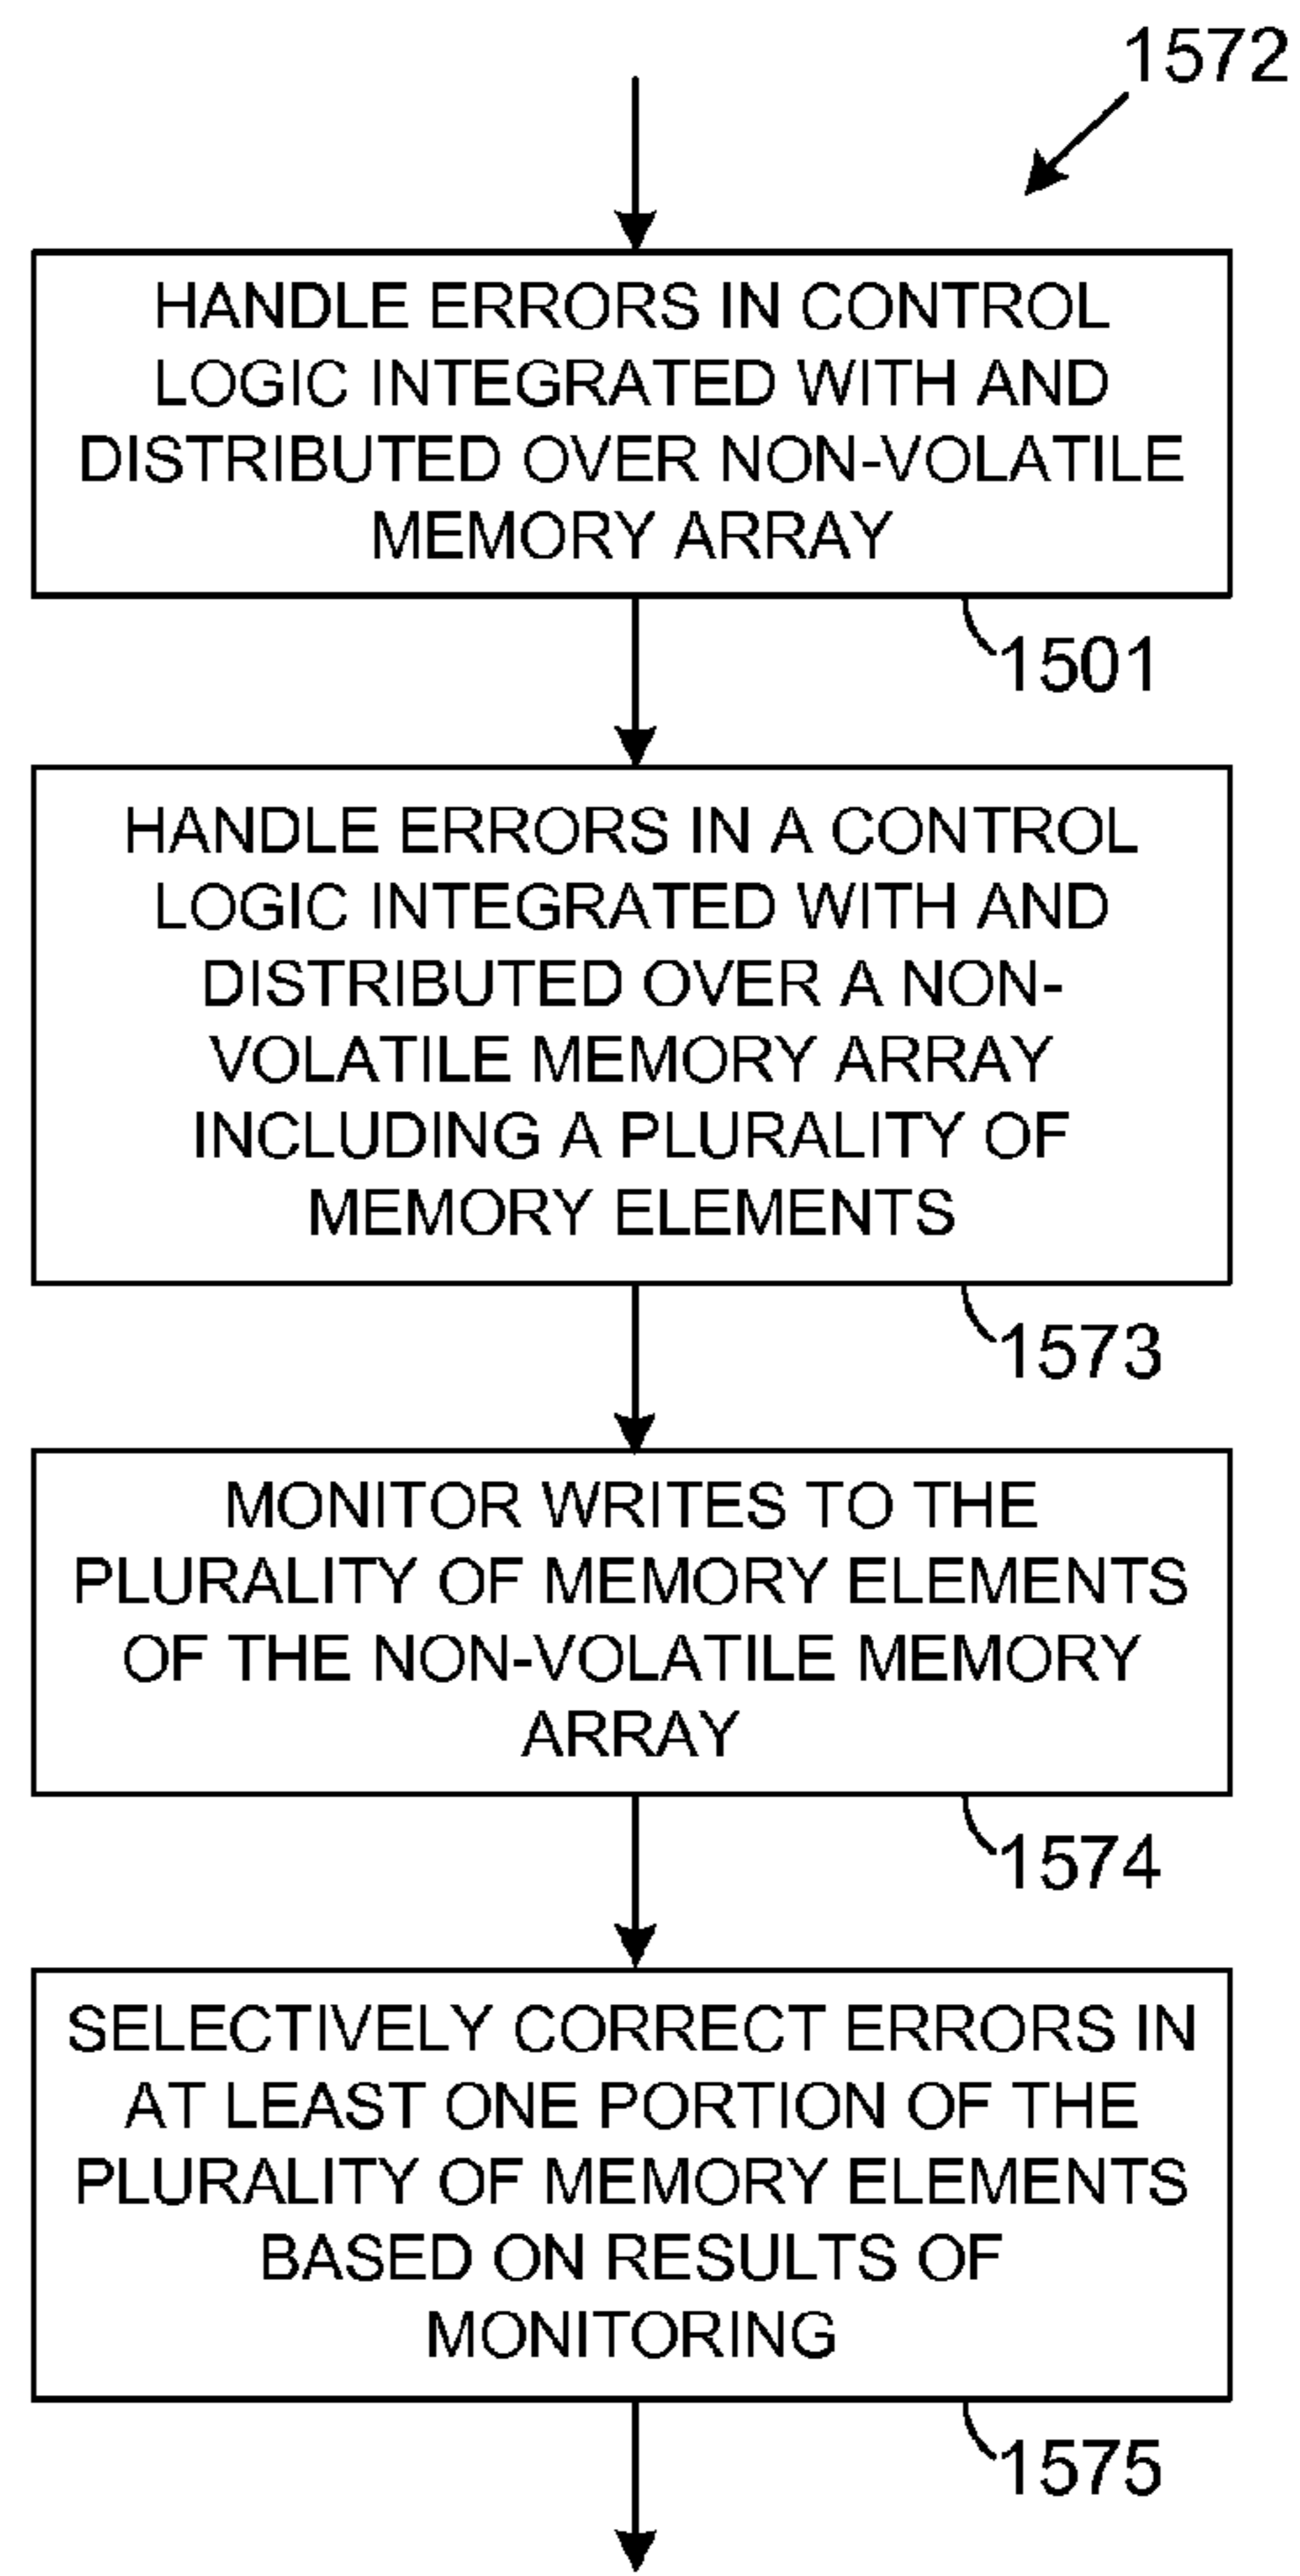 1572
HANDLE ERRORS IN CONTROL
LOGIC INTEGRATED WITH AND
DISTRIBUTED OVER NON-VOLATILE
MEMORY ARRAY
1501
HANDLE ERRORS IN A CONTROL
LOGIC INTEGRATED WITH AND
DISTRIBUTED OVER A NON-
VOLATILE MEMORY ARRAY
INCLUDING A PLURALITY OF
MEMORY ELEMENTS
1573
MONITOR WRITES TO THE
PLURALITY OF MEMORY ELEMENTS
OF THE NON-VOLATILE MEMORY
ARRAY
1574
SELECTIVELY CORRECT ERRORS IN
AT LEAST ONE PORTION OF THE
PLURALITY OF MEMORY ELEMENTS
BASED ON RESULTS OF
MONITORING
1575